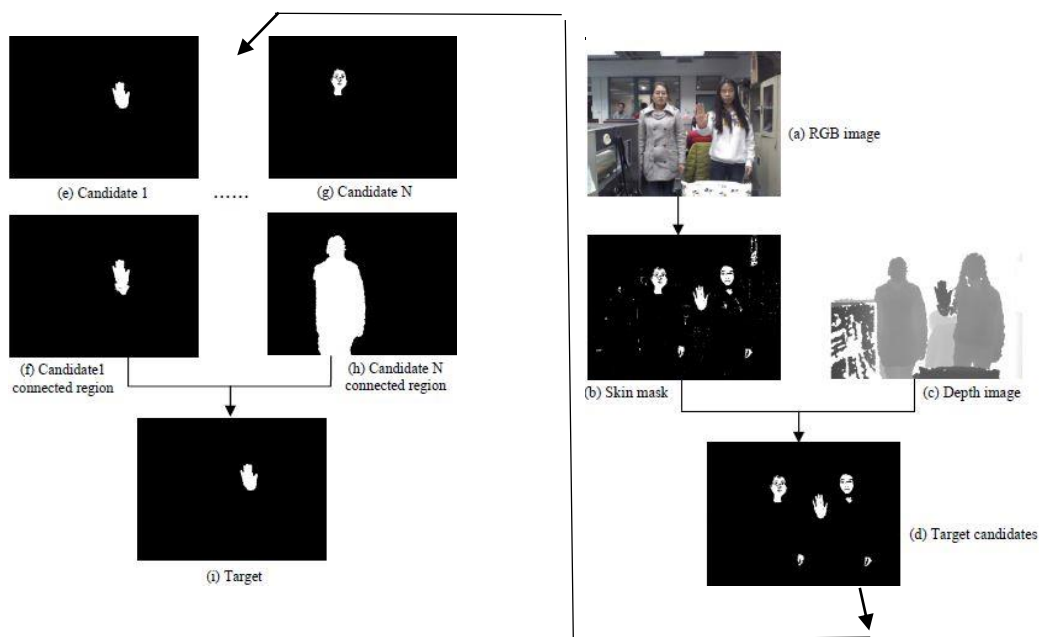 (e) Candidate 1
......
(g) Candidate N
(f) Candidate1
connected region
(h) Candidate N
connected region
(i) Target
(a) RGB image
(b) Skin mask
(c) Depth image
(d) Target candidates